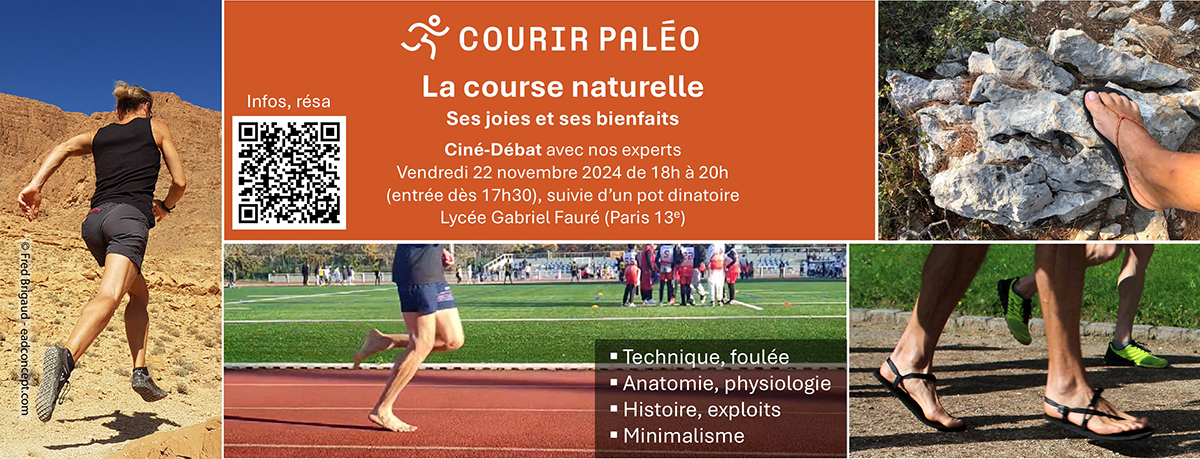 COURIR PALÉO
La course naturelle
Ses joies et ses bienfaits
Infos, résa
Ciné-Débat avec nos experts
Vendredi 22 novembre 2024 de 18h à 20h
(entrée dès 17h30), suivie d'un pot dinatoire
Lycée Gabriel Fauré (Paris 13ᵉ)
© Fred Brigaud - eadconcept.com
▪ Technique, foulée
▪ Anatomie, physiologie
▪ Histoire, exploits
▪ Minimalisme